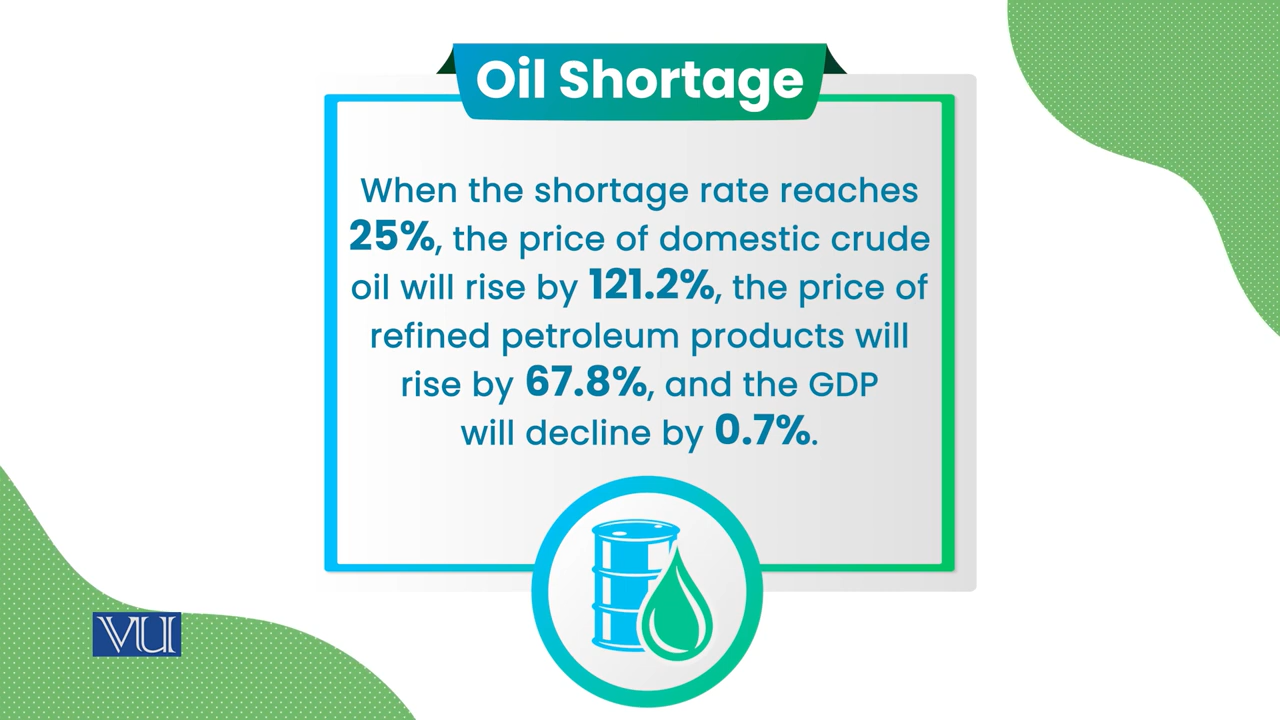 Oil Shortage
When the shortage rate reaches
25%, the price of domestic crude
oil will rise by 121.2%, the price of
refined petroleum products will
rise by 67.8%, and the GDP
will decline by 0.7%.
VU